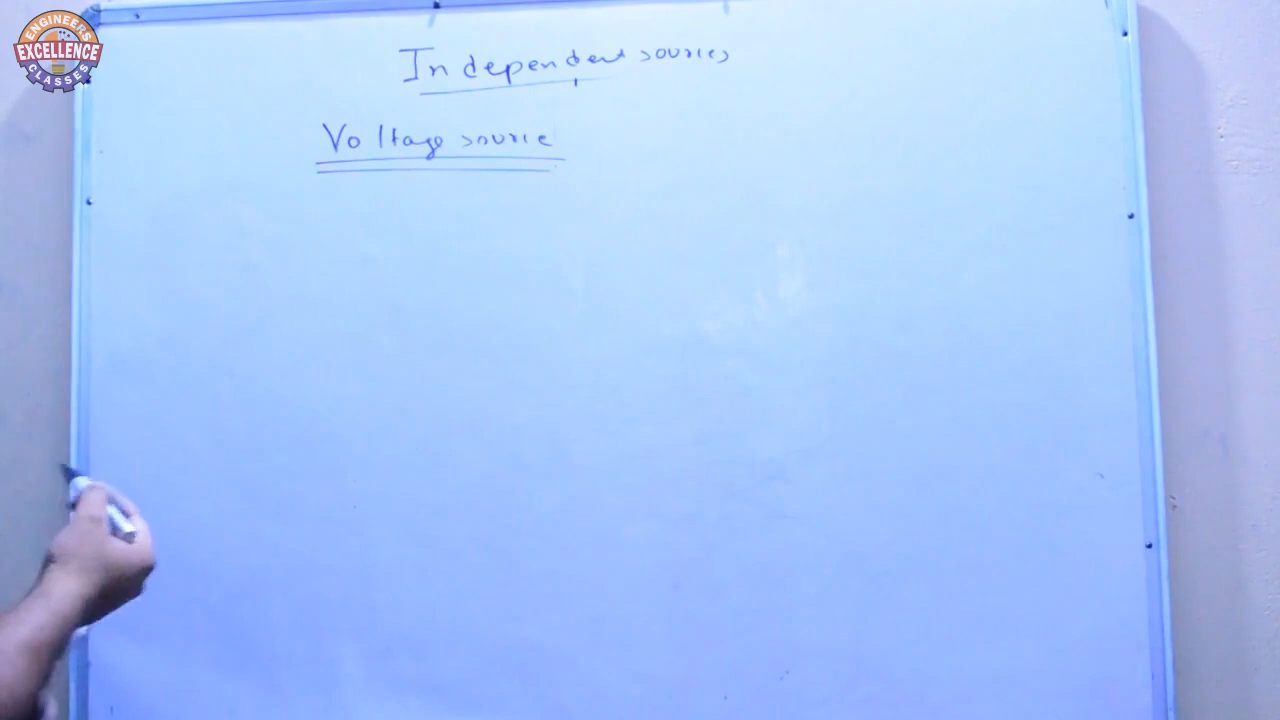 ENGINEERS
EXCELLENCE
CLASSES
Independent sources
Voltage source